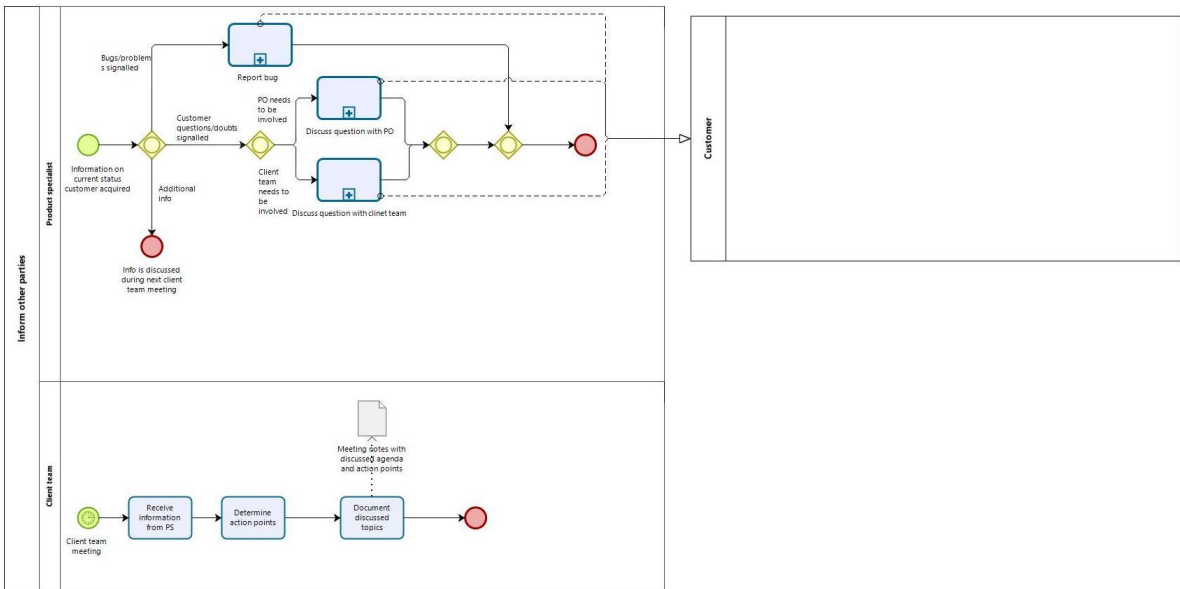 Inform other parties
Product specialist
Bugs/problem
s signalled
Report bug
PO needs
to be
involved
Customer
questions/doubts
signalled
Discuss question with PO
Information on
current status
customer acquired
Additional
info
Client
team
needs to
be
involved
Discuss question with clinet team
Info is discussed
during next client
team meeting
Customer
Client team
Meeting notes with
discussed agenda
and action points
Receive
information
from PS
Determine
action points
Document
discussed
topics
Client team
meeting